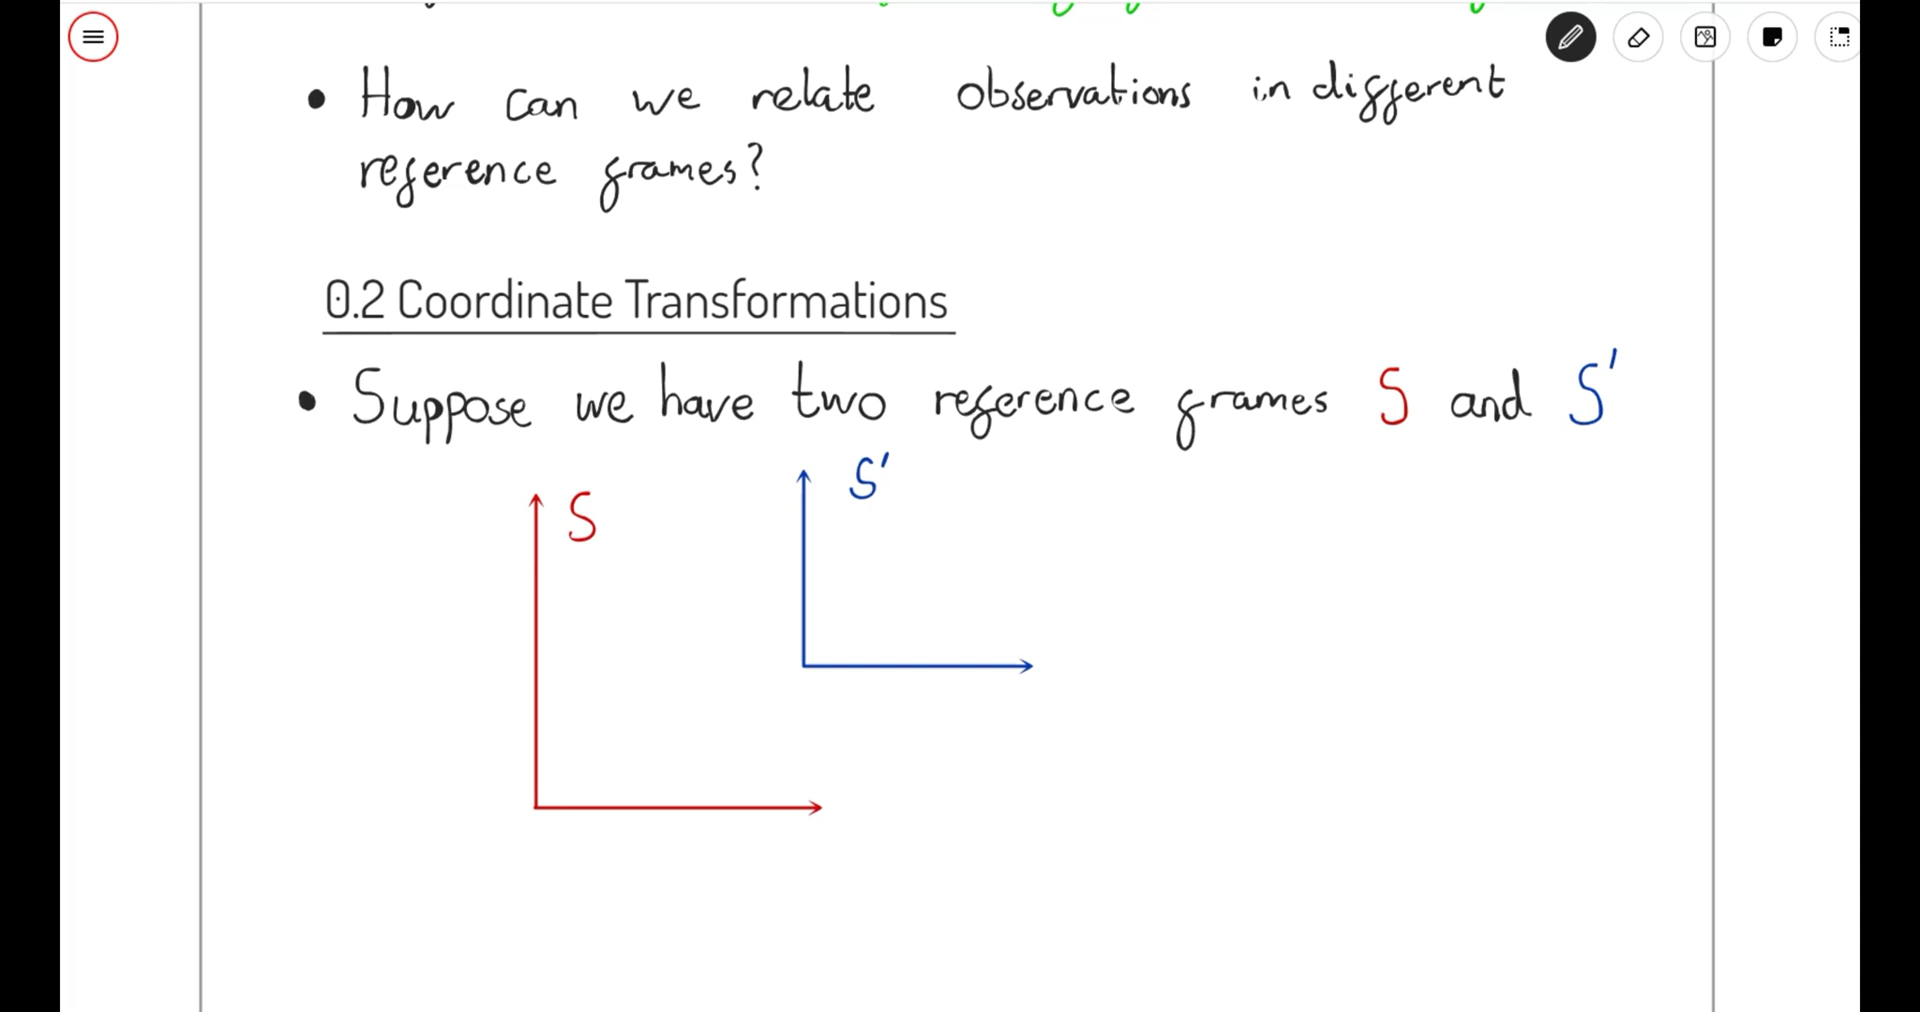 • How can we relate observations in different
reference frames?
0.2 Coordinate Transformations
• Suppose we have two reference frames S and S'
S'
S